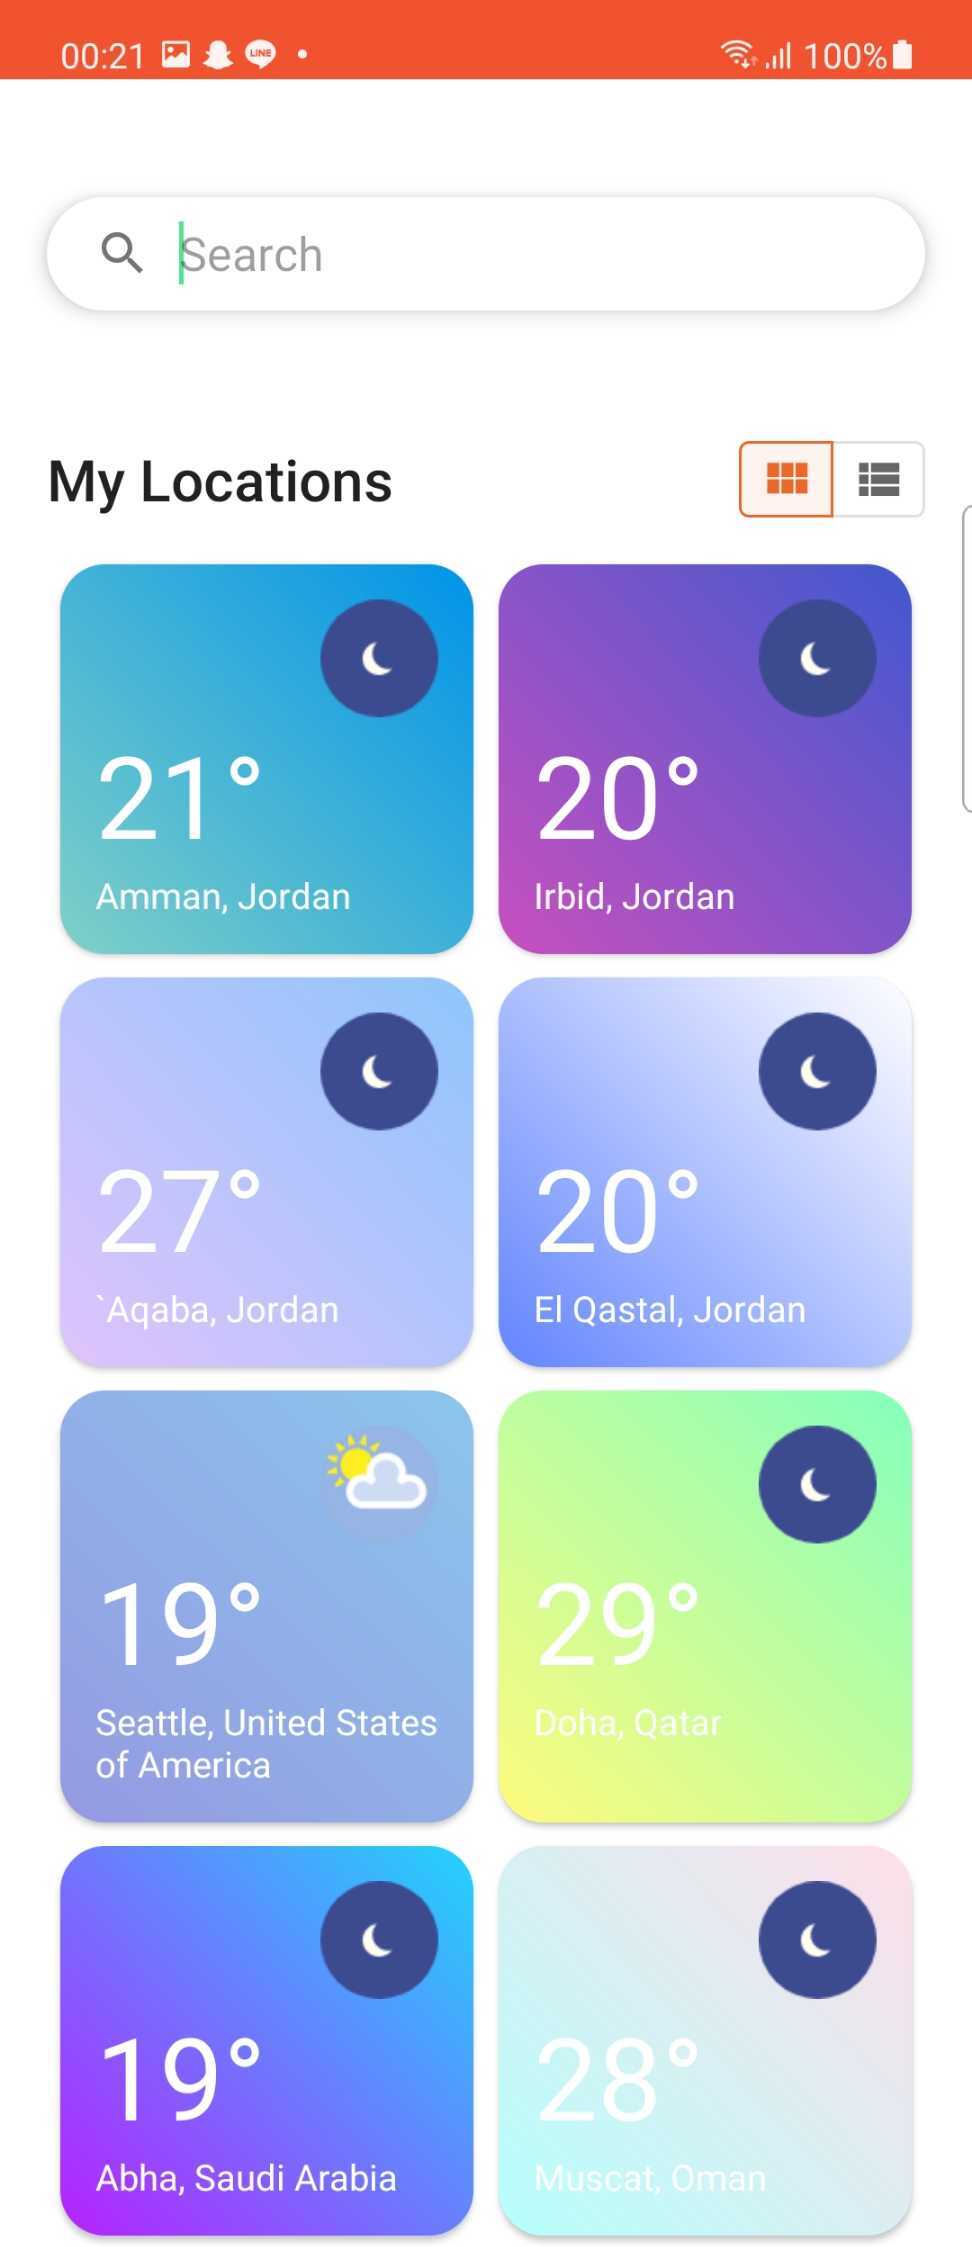 00:21 LINE 100%
Search
My Locations
21°
Amman, Jordan
20°
Irbid, Jordan
27°
`Aqaba, Jordan
20°
El Qastal, Jordan
19°
Seattle, United States
of America
29°
Doha, Qatar
19°
Abha, Saudi Arabia
28°
Muscat, Oman